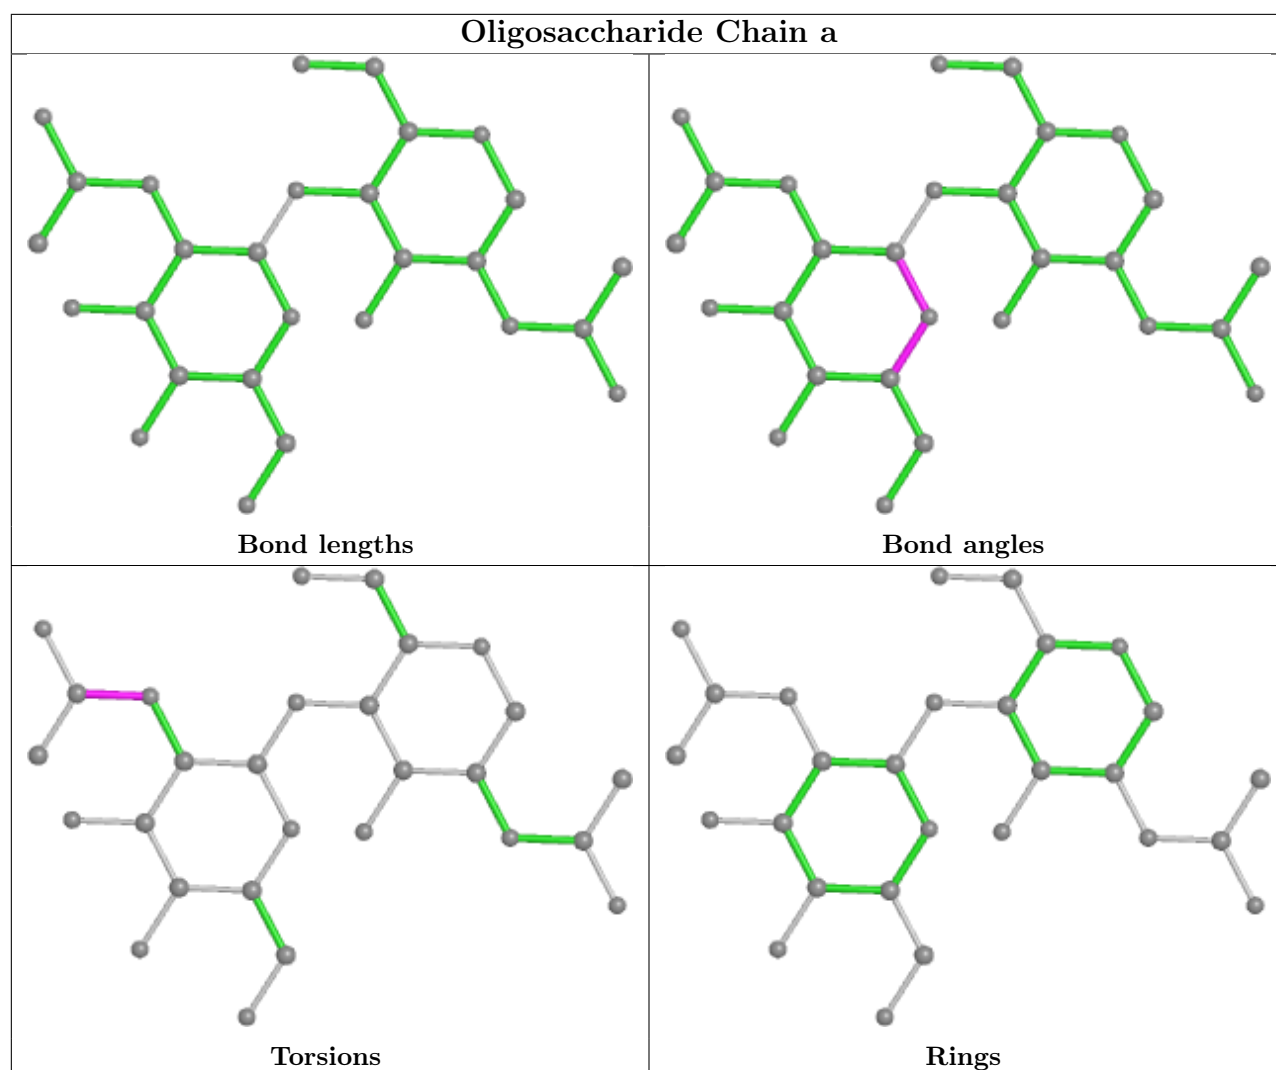 Oligosaccharide Chain a
Bond lengths
Bond angles
Torsions
Rings